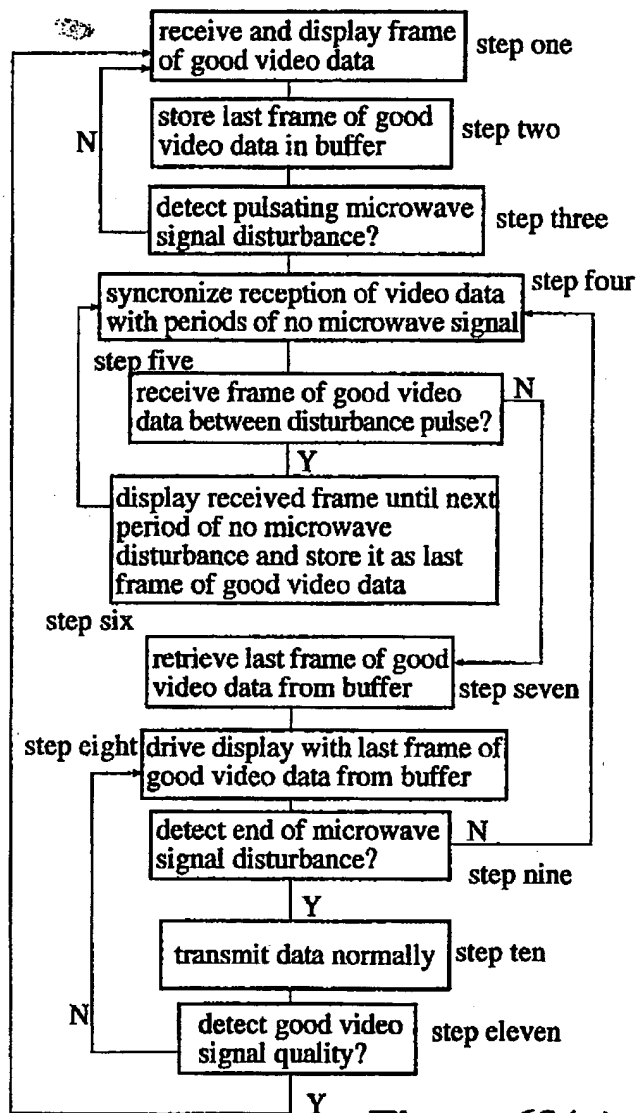 receive and display frame
of good video data
step one
N
store last frame of good
video data in buffer
step two
detect pulsating microwave
signal disturbance?
step three
syncronize reception of video data
with periods of no microwave signal
step four
step five
receive frame of good video
data between disturbance pulse?
N
Y
display received frame until next
period of no microwave
disturbance and store it as last
frame of good video data
step six
retrieve last frame of good
video data from buffer
step seven
step eight
drive display with last frame of
good video data from buffer
detect end of microwave
signal disturbance?
N
step nine
Y
transmit data normally
step ten
N
detect good video
signal quality?
step eleven
Y